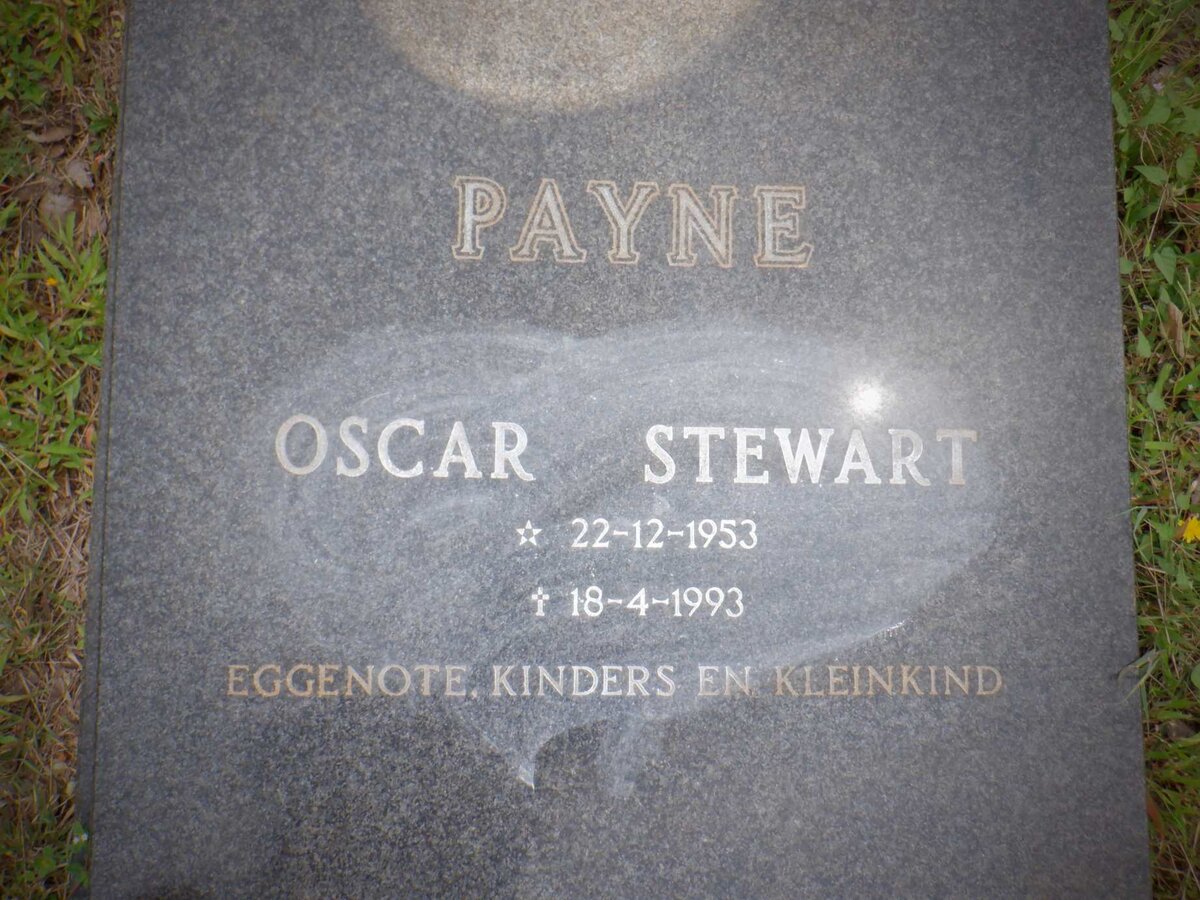 PAYNE
OSCAR STEWART
☆ 22-12-1953
✝ 18-4-1993
EGGENOTE, KINDERS EN KLEINKIND